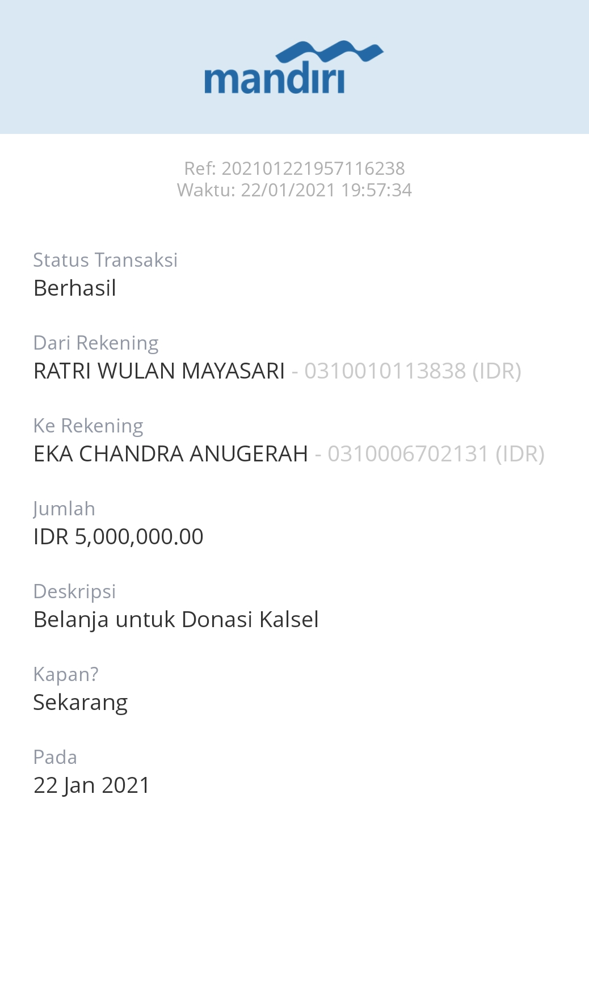 mandiri
Ref: 202101221957116238
Waktu: 22/01/2021 19:57:34
Status Transaksi
Berhasil
Dari Rekening
RATRI WULAN MAYASARI - 0310010113838 (IDR)
Ke Rekening
EKA CHANDRA ANUGERAH - 0310006702131 (IDR)
Jumlah
IDR 5,000,000.00
Deskripsi
Belanja untuk Donasi Kalsel
Kapan?
Sekarang
Pada
22 Jan 2021